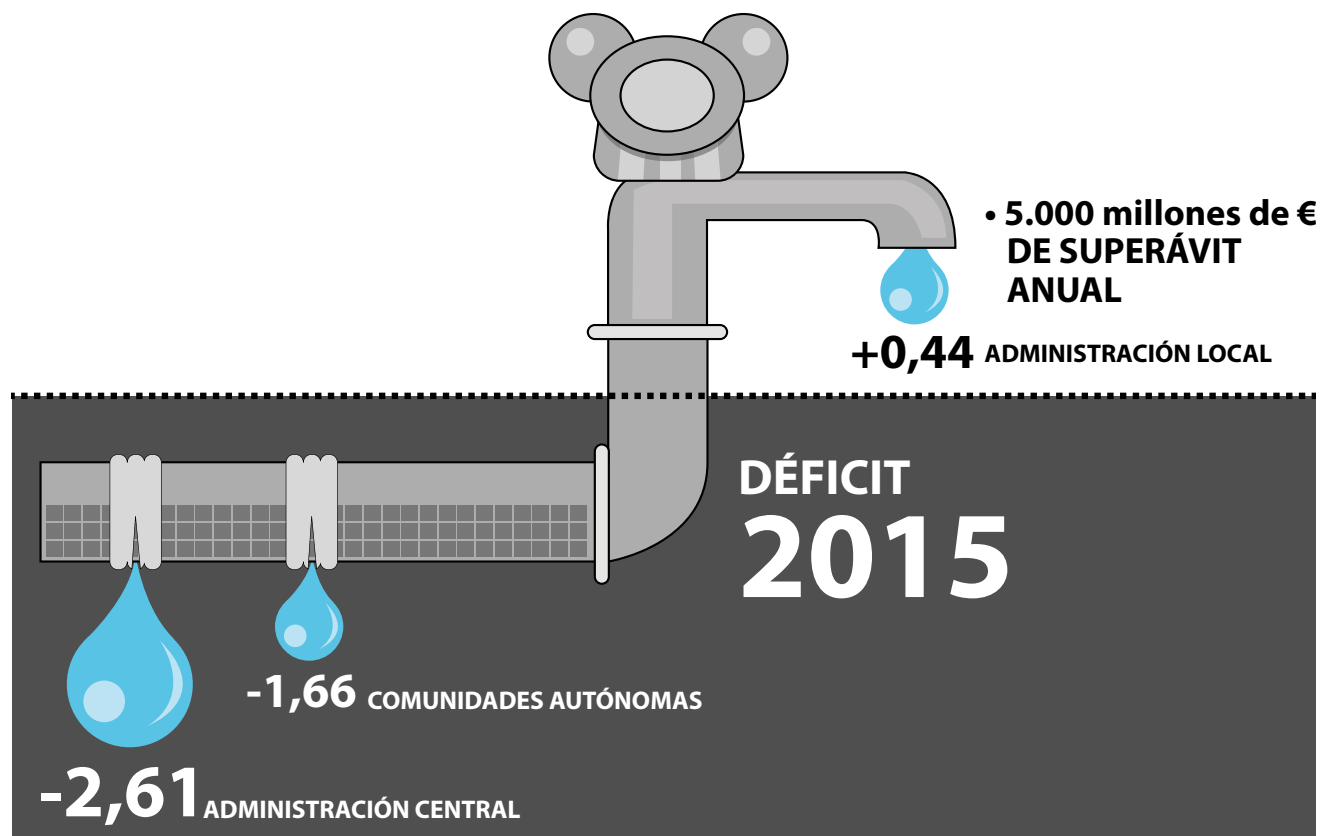 • 5.000 millones de €
DE SUPERÁVIT
ANUAL
+0,44 ADMINISTRACIÓN LOCAL
DÉFICIT
2015
-1,66 COMUNIDADES AUTÓNOMAS
-2,61 ADMINISTRACIÓN CENTRAL